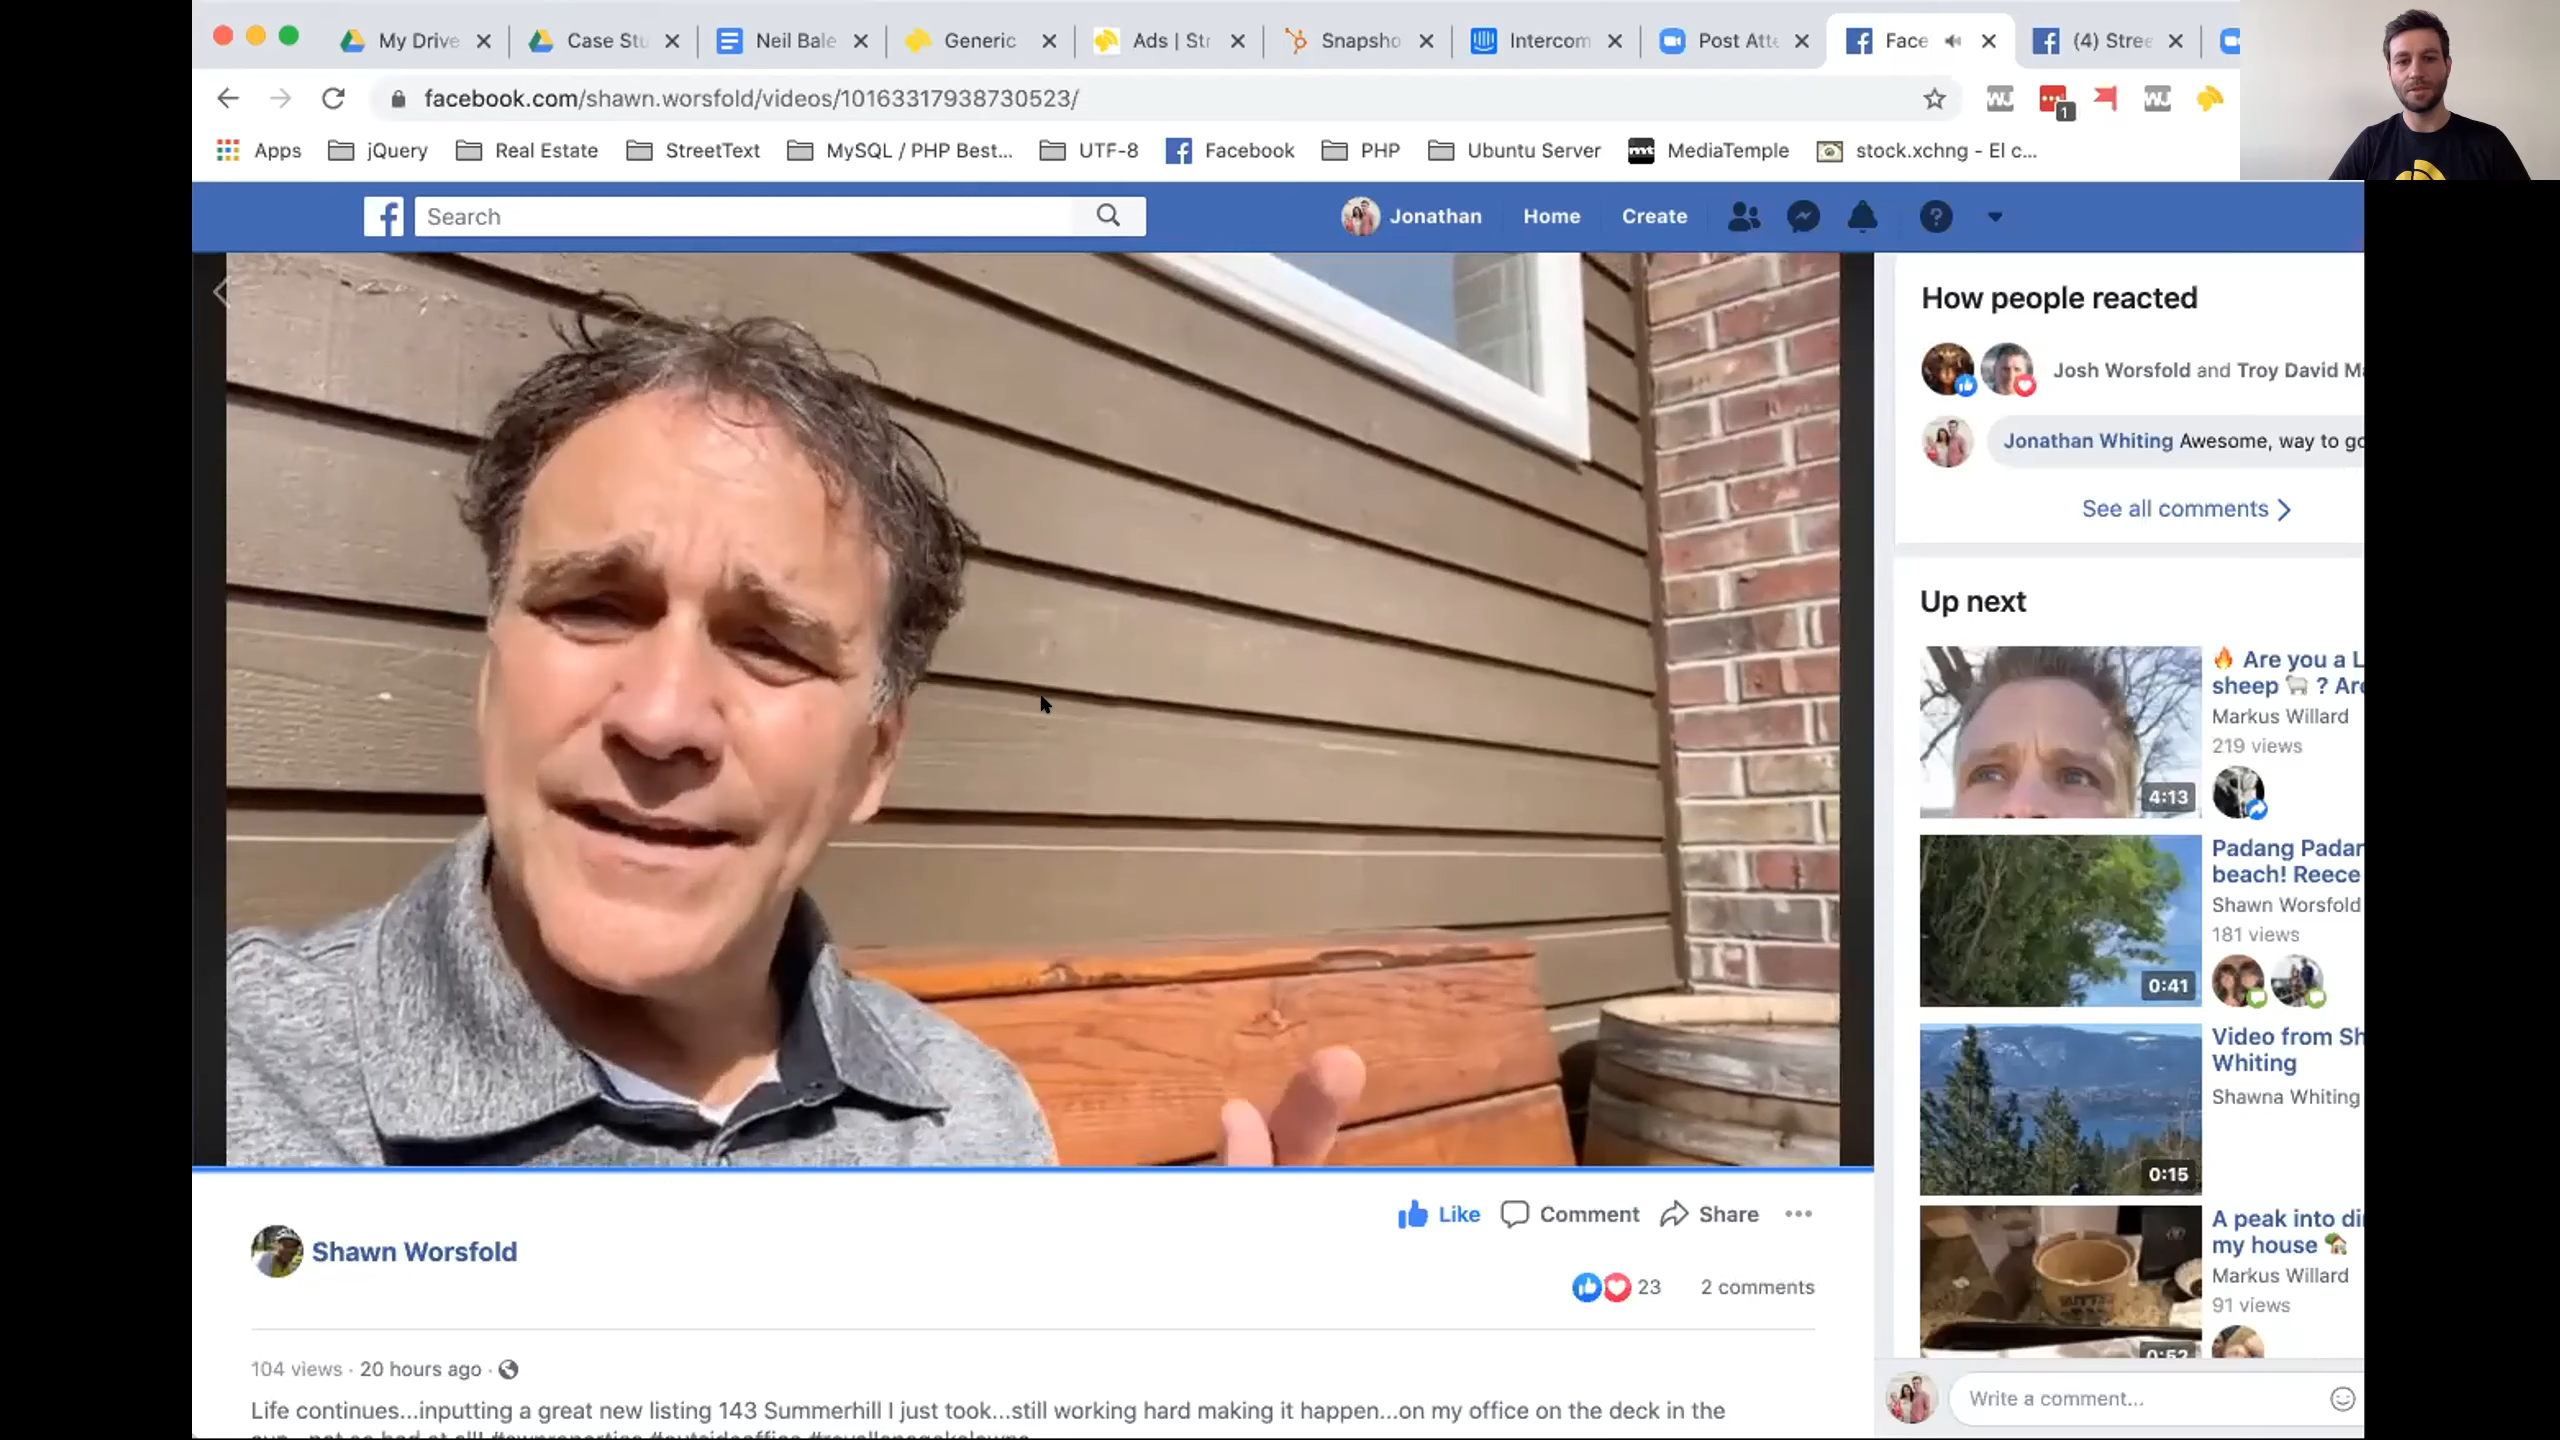 My Drive Case Stu Neil Bale Generic Ads | Str Snapsho Intercom Post Atte Face (4) Stree
facebook.com/shawn.worsfold/videos/10163317938730523/
1
Apps jQuery Real Estate StreetText MySQL / PHP Best... UTF-8 Facebook PHP Ubuntu Server MediaTemple stock.xchng - El c...
Search
Jonathan Home Create
How people reacted
Josh Worsfold and Troy David Ma
Jonathan Whiting Awesome, way to go
See all comments
Up next
Are you a L
sheep ? Are
Markus Willard
219 views
4:13
Padang Padan
beach! Reece
Shawn Worsfold
181 views
0:41
Video from Sh
Whiting
Shawna Whiting
0:15
A peak into di
my house
Markus Willard
91 views
0:52
Like Comment Share
Shawn Worsfold
23 2 comments
104 views · 20 hours ago ·
Life continues...inputting a great new listing 143 Summerhill I just took...still working hard making it happen...on my office on the deck in the
Write a comment...